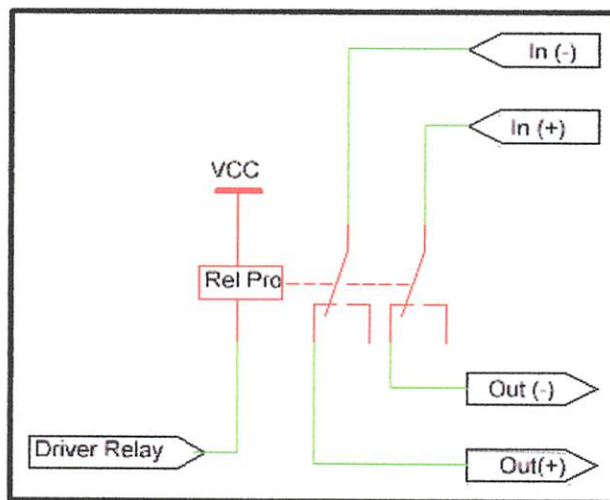 In (-)
In (+)
VCC
Rel Pro
Out (-)
Driver Relay
Out(+)